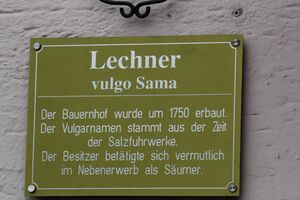 Lechner
vulgo Sama
Der Bauernhof wurde um 1750 erbaut.
Der Vulgarnamen stammt aus der Zeit
der Salzfuhrwerke.
Der Besitzer betätigte sich vermutlich
im Nebenerwerb als Säumer.